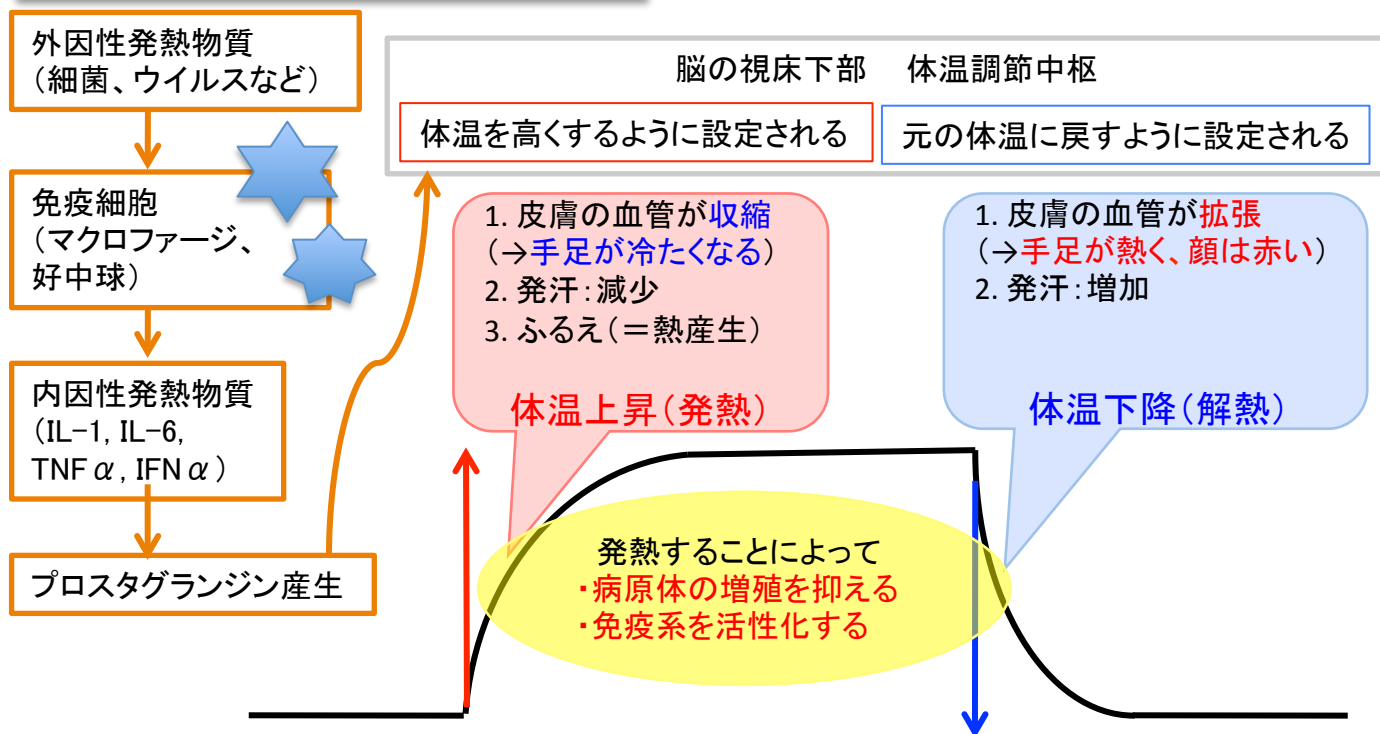 外因性発熱物質
(細菌、ウイルスなど)
免疫細胞
(マクロファージ、
好中球)
内因性発熱物質
(IL-1, IL-6,
TNFα, IFNα)
プロスタグランジン産生
脳の視床下部　体温調節中枢
体温を高くするように設定される
元の体温に戻すように設定される
1. 皮膚の血管が収縮
(→手足が冷たくなる)
2. 発汗：減少
3. ふるえ(＝熱産生)
体温上昇(発熱)
1. 皮膚の血管が拡張
(→手足が熱く、顔は赤い)
2. 発汗：増加
体温下降(解熱)
発熱することによって
・病原体の増殖を抑える
・免疫系を活性化する